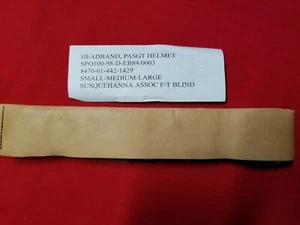 HEADBAND, PASGT HELMET
SPO100-98-D-EB84/0003
8470-01-442-1429
SMALL-MEDIUM-LARGE
SUSQUEHANNA ASSOC F/T BLIND